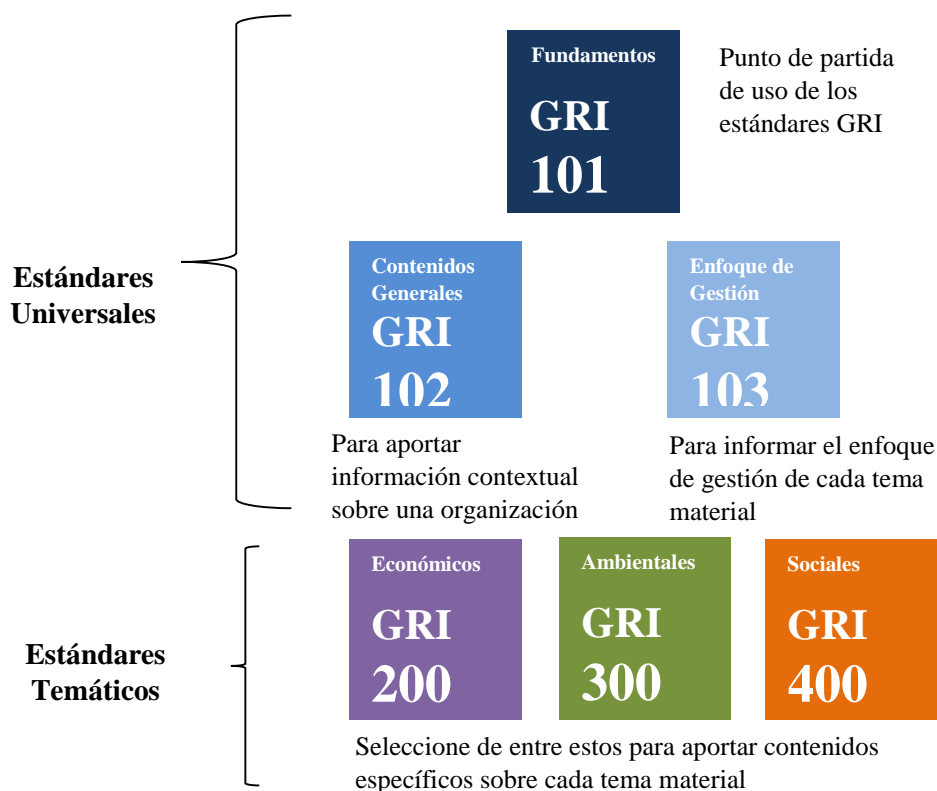 Fundamentos
GRI
101
Punto de partida
de uso de los
estándares GRI
Estándares
Universales
Contenidos
Generales
GRI
102
Para aportar
información contextual
sobre una organización
Enfoque de
Gestión
GRI
103
Para informar el enfoque
de gestión de cada tema
material
Estándares
Temáticos
Económicos
GRI
200
Ambientales
GRI
300
Sociales
GRI
400
Seleccione de entre estos para aportar contenidos
específicos sobre cada tema material